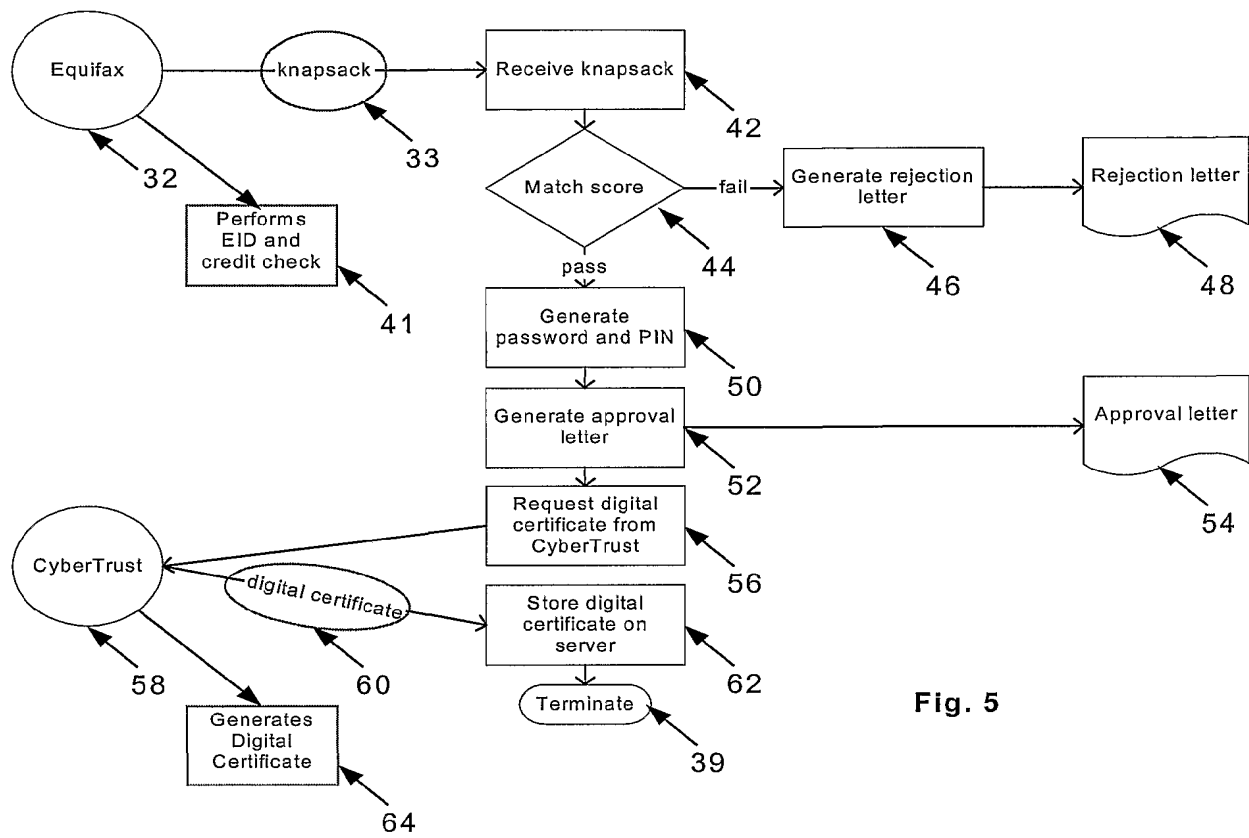 Equifax
knapsack
Receive knapsack
42
33
32
Match score
fail
Generate rejection
letter
Rejection letter
Performs
EID and
credit check
44
46
48
pass
41
Generate
password and PIN
50
Generate approval
letter
Approval letter
52
54
Request digital
certificate from
CyberTrust
CyberTrust
56
digital certificate
Store digital
certificate on
server
58
60
62
Terminate
Fig. 5
Generates
Digital
Certificate
39
64